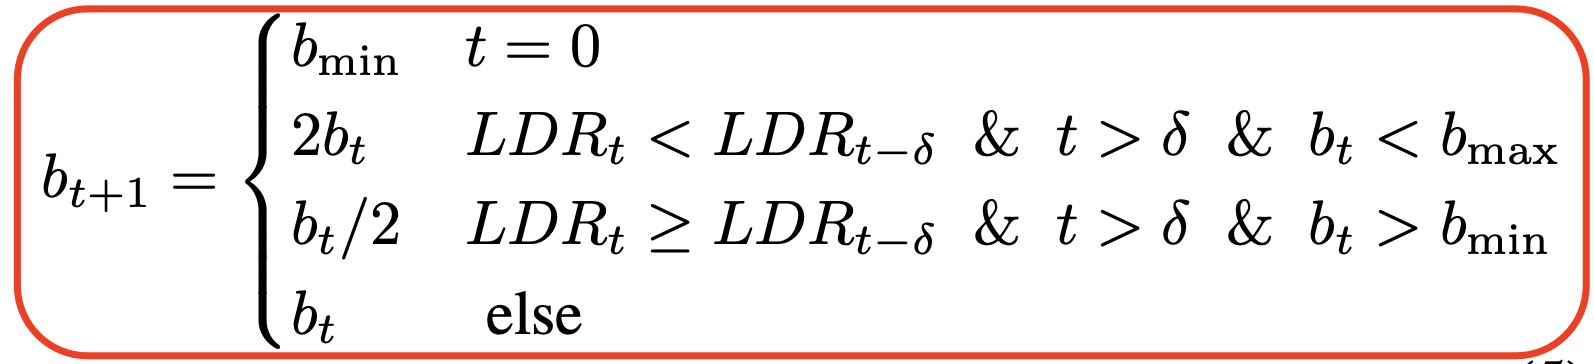 b_{t+1} = { b_min t = 0
2b_t LDR_t < LDR_{t−δ} & t > δ & b_t < b_max
b_t/2 LDR_t ≥ LDR_{t−δ} & t > δ & b_t > b_min
b_t else